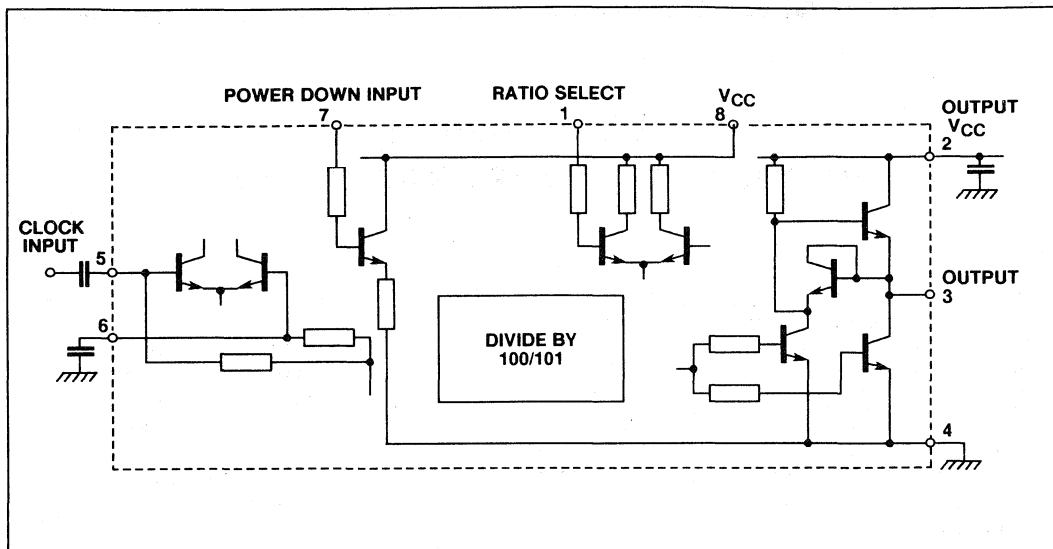 POWER DOWN INPUT
7
RATIO SELECT
1
VCC
8
OUTPUT
VCC
2
CLOCK
INPUT
5
6
DIVIDE BY
100/101
OUTPUT
3
4